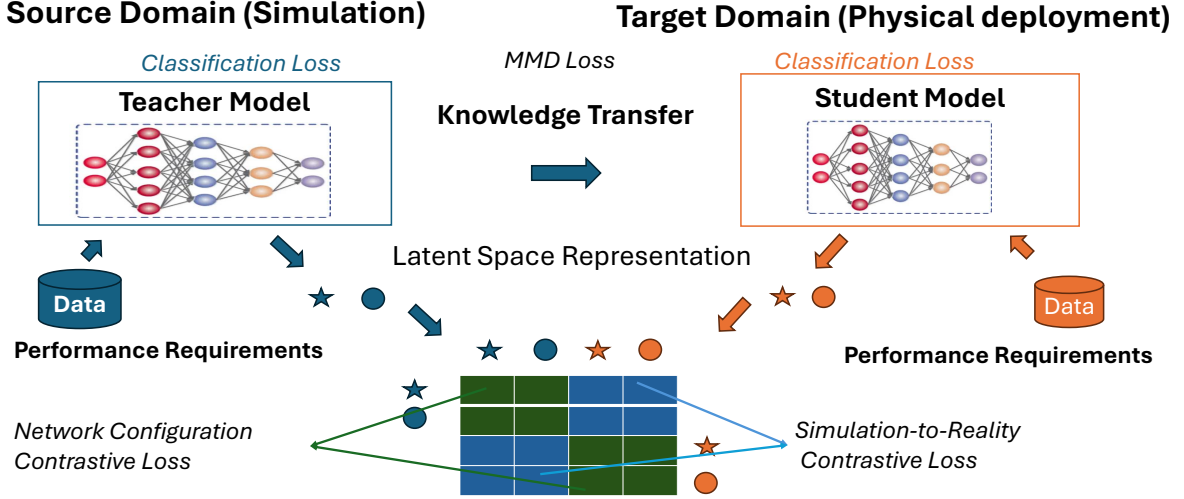 Source Domain (Simulation)
Target Domain (Physical deployment)
Classification Loss
MMD Loss
Classification Loss
Teacher Model
Knowledge Transfer
Student Model
Latent Space Representation
Data
Data
Performance Requirements
Performance Requirements
Network Configuration
Contrastive Loss
Simulation-to-Reality
Contrastive Loss